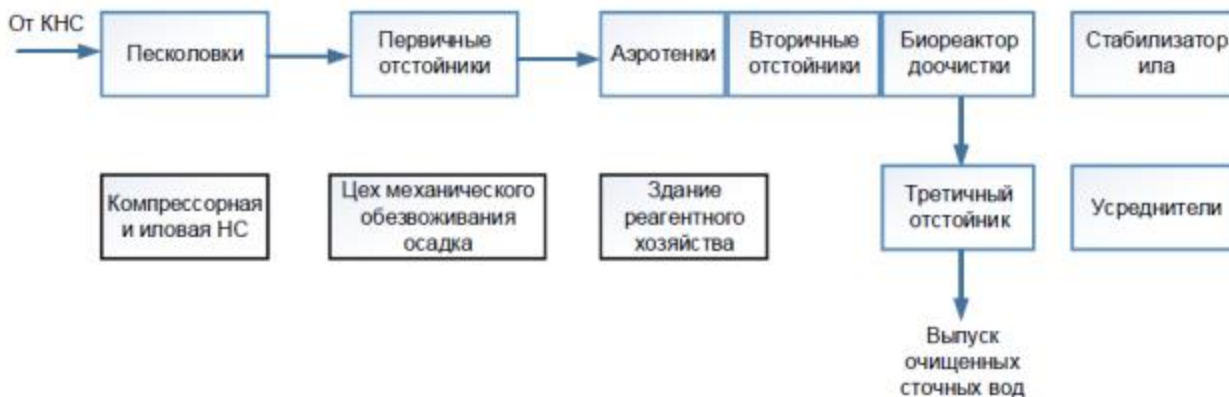 От КНС
Песколовки
Первичные
отстойники
Аэротенки
Вторичные
отстойники
Биореактор
доочистки
Стабилизатор
ила
Компрессорная
и иловая НС
Цех механического
обезвоживания
осадка
Здание
реагентного
хозяйства
Третичный
отстойник
Усреднители
Выпуск
очищенных
сточных вод